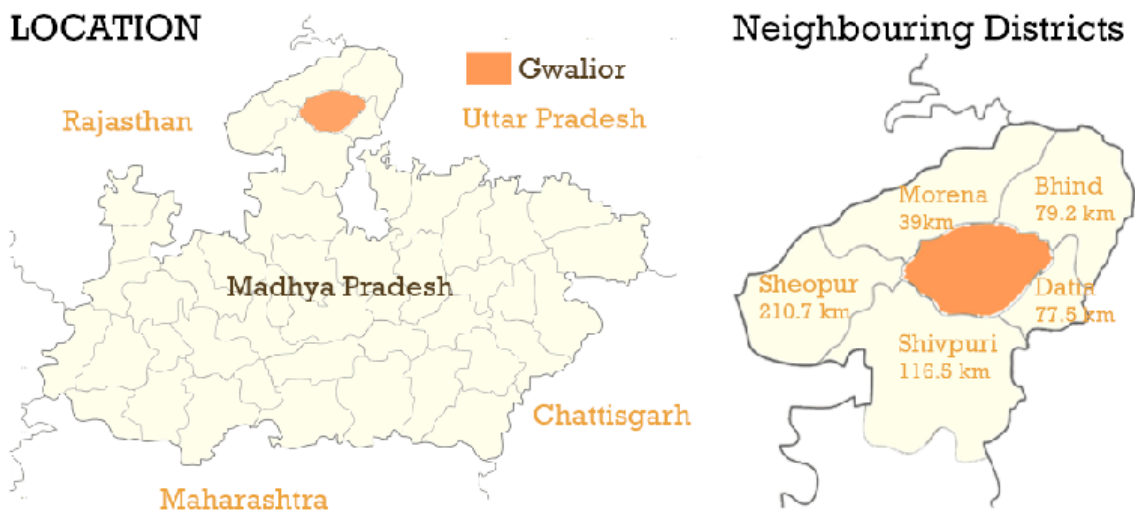 LOCATION
Gwalior
Rajasthan
Uttar Pradesh
Madhya Pradesh
Chattisgarh
Maharashtra
Neighbouring Districts
Morena
39km
Bhind
79.2 km
Sheopur
210.7 km
Datia
77.5 km
Shivpuri
116.5 km